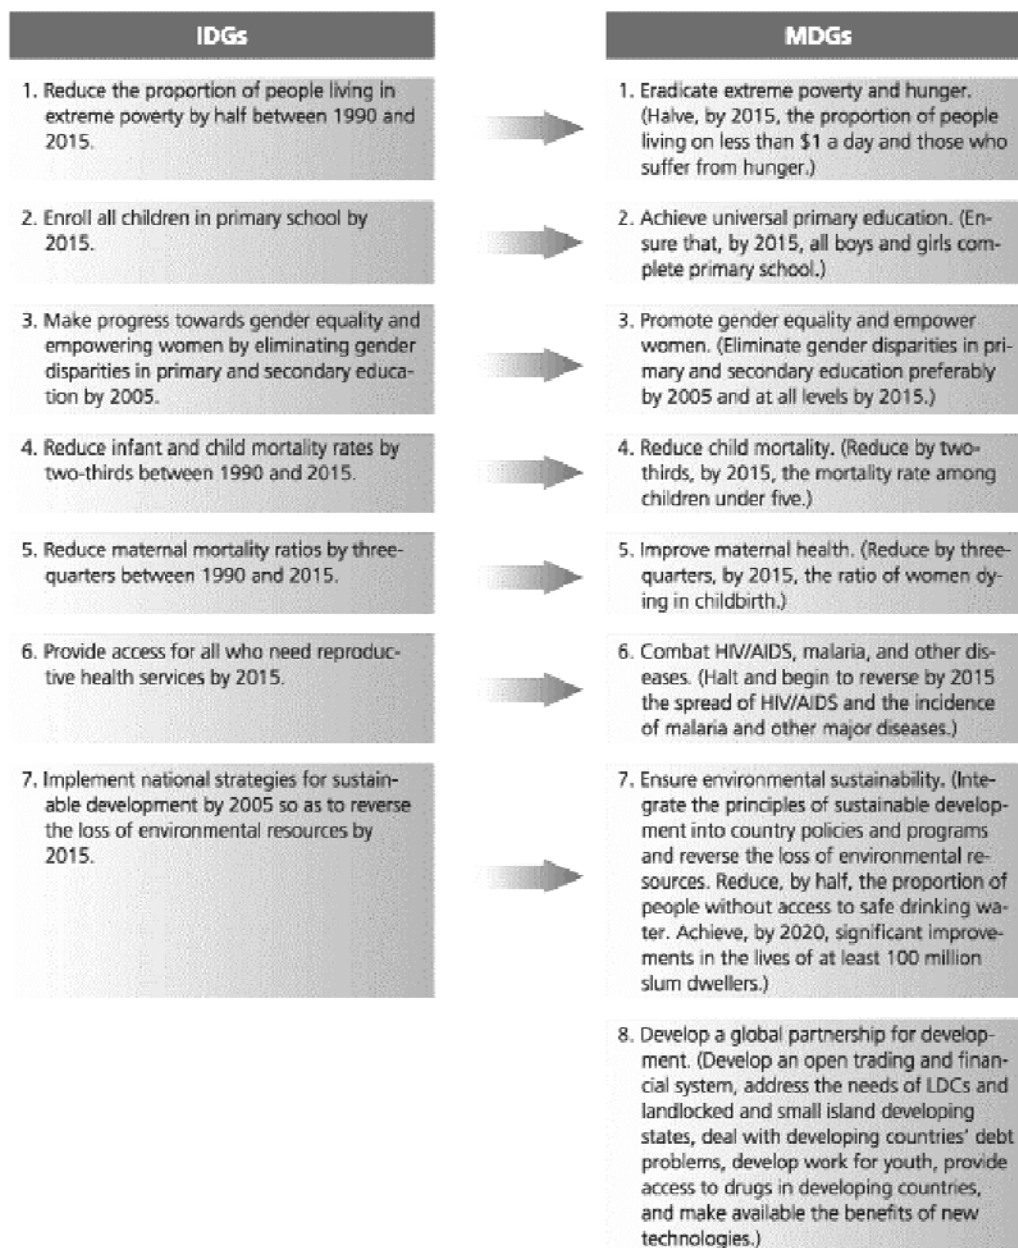 IDGs
1. Reduce the proportion of people living in
extreme poverty by half between 1990 and
2015.
2. Enroll all children in primary school by
2015.
3. Make progress towards gender equality and
empowering women by eliminating gender
disparities in primary and secondary educa-
tion by 2005.
4. Reduce infant and child mortality rates by
two-thirds between 1990 and 2015.
5. Reduce maternal mortality ratios by three-
quarters between 1990 and 2015.
6. Provide access for all who need reproduc-
tive health services by 2015.
7. Implement national strategies for sustain-
able development by 2005 so as to reverse
the loss of environmental resources by
2015.
MDGs
1. Eradicate extreme poverty and hunger.
(Halve, by 2015, the proportion of people
living on less than $1 a day and those who
suffer from hunger.)
2. Achieve universal primary education. (En-
sure that, by 2015, all boys and girls com-
plete primary school.)
3. Promote gender equality and empower
women. (Eliminate gender disparities in pri-
mary and secondary education preferably
by 2005 and at all levels by 2015.)
4. Reduce child mortality. (Reduce by two-
thirds, by 2015, the mortality rate among
children under five.)
5. Improve maternal health. (Reduce by three-
quarters, by 2015, the ratio of women dy-
ing in childbirth.)
6. Combat HIV/AIDS, malaria, and other dis-
eases. (Halt and begin to reverse by 2015
the spread of HIV/AIDS and the incidence
of malaria and other major diseases.)
7. Ensure environmental sustainability. (Inte-
grate the principles of sustainable develop-
ment into country policies and programs
and reverse the loss of environmental re-
sources. Reduce, by half, the proportion of
people without access to safe drinking wa-
ter. Achieve, by 2020, significant improve-
ments in the lives of at least 100 million
slum dwellers.)
8. Develop a global partnership for develop-
ment. (Develop an open trading and finan-
cial system, address the needs of LDCs and
landlocked and small island developing
states, deal with developing countries' debt
problems, develop work for youth, provide
access to drugs in developing countries,
and make available the benefits of new
technologies.)